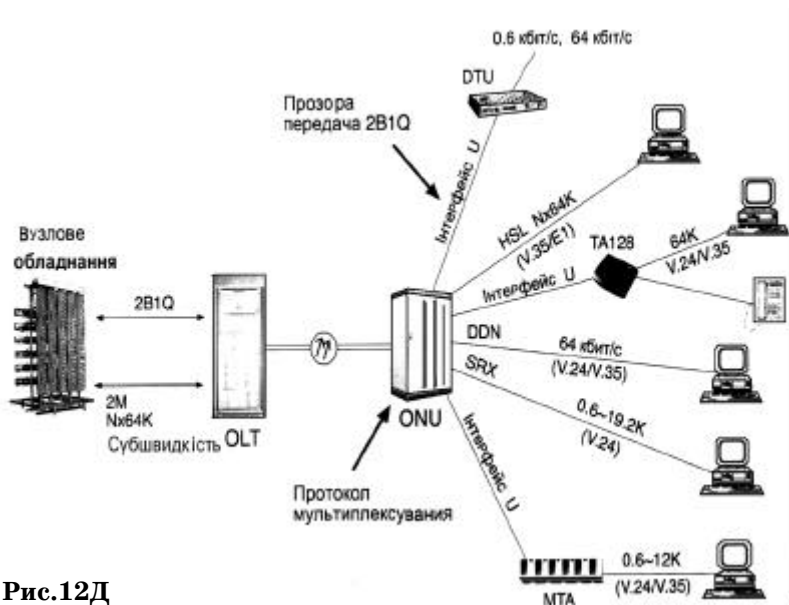 0.6 кбіт/с, 64 кбіт/с
DTU
Прозора
передача 2B1Q
Інтерфейс U
HSL Nx64K
(V.35/E1)
TA128
64K
V.24/V.35
Інтерфейс U
Вузлове
обладнання
2B1Q
2M
Nx64K
Субшвидкість
OLT
ONU
DDN
64 кбит/с
(V.24/V.35)
SRX
0.6~19.2K
(V.24)
Інтерфейс U
Протокол
мультиплексування
0.6~12K
(V.24/V.35)
MTA
Рис.12Д